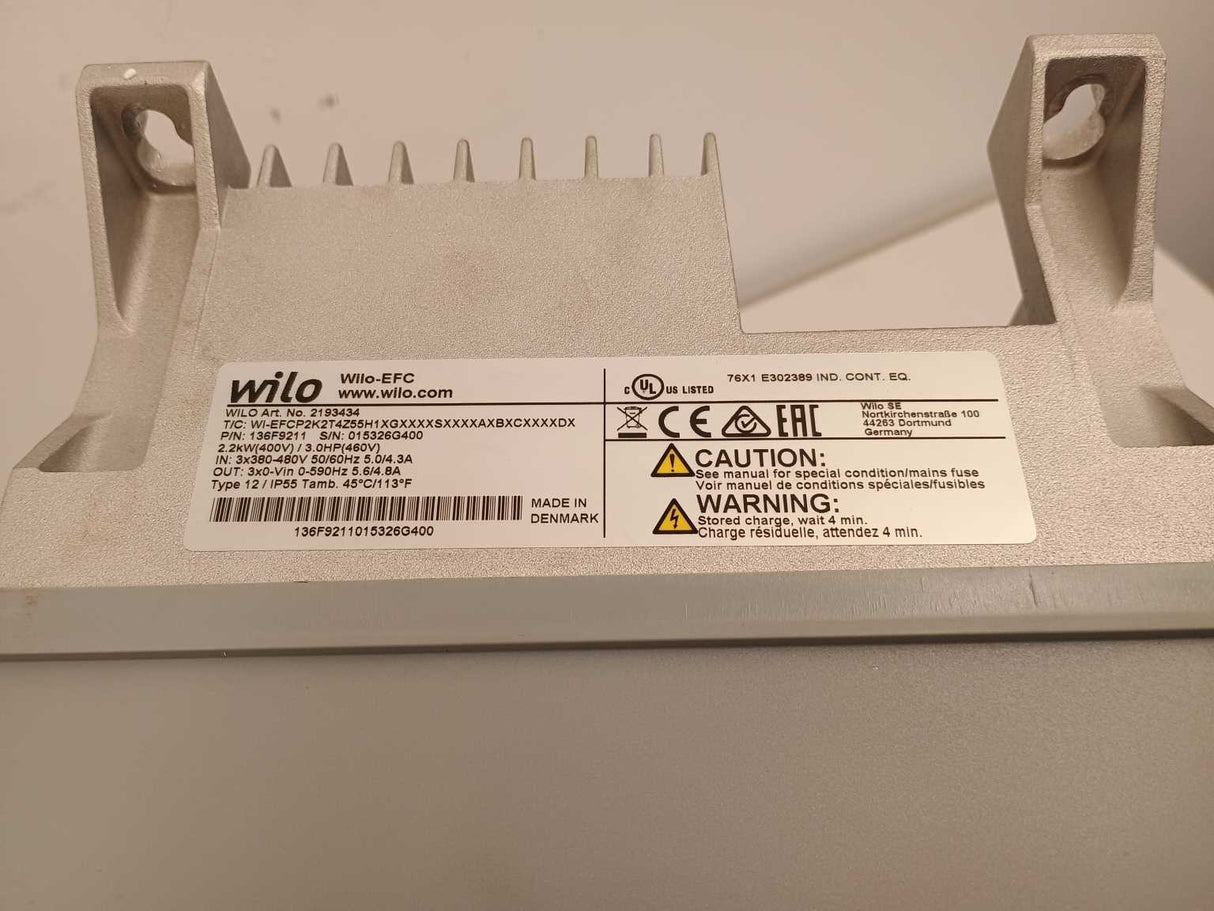 wilo
Wilo-EFC
www.wilo.com
WILO Art. No. 2193434
T/C: WI-EFCP2K2T4Z55H1XGXXXXSXXXXAXBXCXXXXDX
P/N: 136F9211 S/N: 015326G400
2.2kW(400V) / 3.0HP(460V)
IN: 3x380-480V 50/60Hz 5.0/4.3A
OUT: 3x0-Vin 0-590Hz 5.6/4.8A
Type 12 / IP55 Tamb. 45°C/113°F
MADE IN
DENMARK
136F9211015326G400
C UL US LISTED
76X1 E302389 IND. CONT. EQ.
CE EAC
Wilo SE
Nortkirchenstraße 100
44263 Dortmund
Germany
CAUTION:
See manual for special condition/mains fuse
Voir manuel de conditions spéciales/fusibles
WARNING:
Stored charge, wait 4 min.
Charge résiduelle, attendez 4 min.